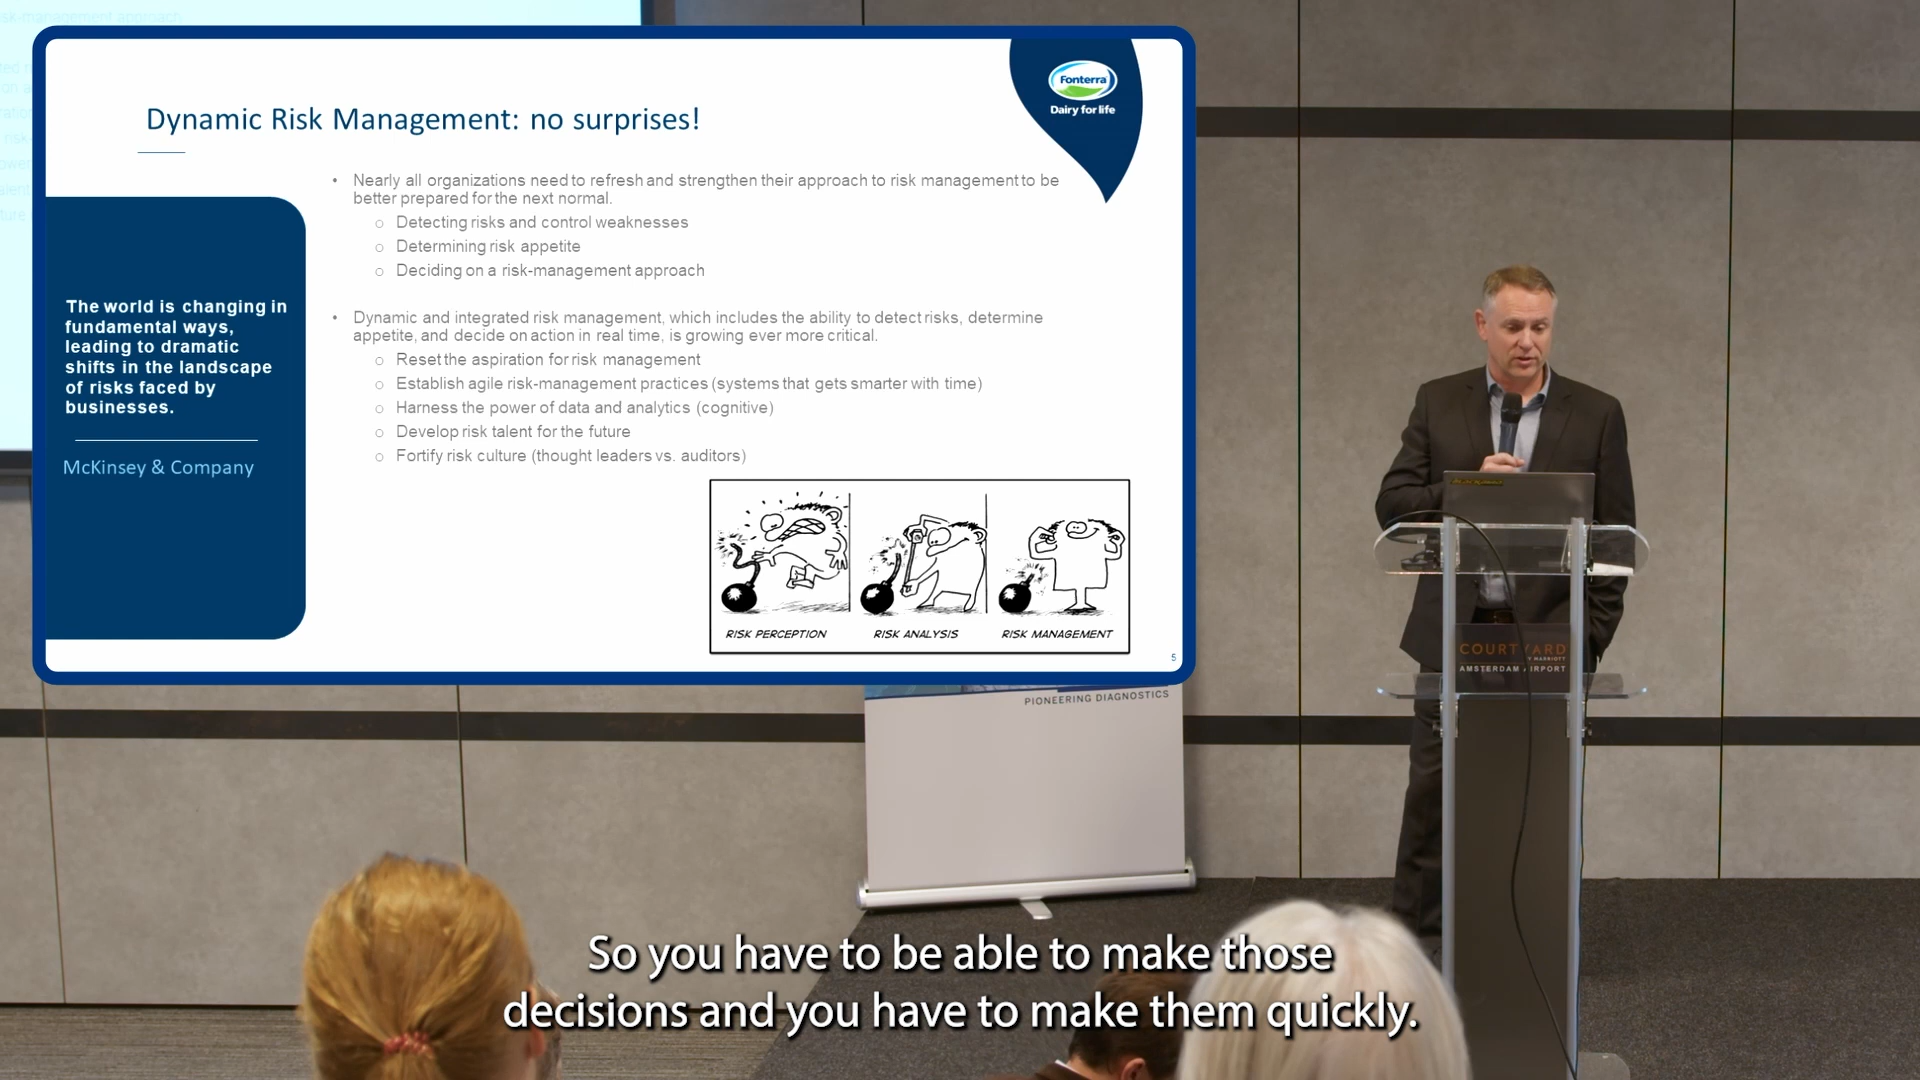 Dynamic Risk Management: no surprises!
Fonterra
Dairy for life
The world is changing in
fundamental ways,
leading to dramatic
shifts in the landscape
of risks faced by
businesses.
McKinsey & Company
• Nearly all organizations need to refresh and strengthen their approach to risk management to be
better prepared for the next normal.
o Detecting risks and control weaknesses
o Determining risk appetite
o Deciding on a risk-management approach
• Dynamic and integrated risk management, which includes the ability to detect risks, determine
appetite, and decide on action in real time, is growing ever more critical.
o Reset the aspiration for risk management
o Establish agile risk-management practices (systems that gets smarter with time)
o Harness the power of data and analytics (cognitive)
o Develop risk talent for the future
o Fortify risk culture (thought leaders vs. auditors)
RISK PERCEPTION
RISK ANALYSIS
RISK MANAGEMENT
5
PIONEERING DIAGNOSTICS
COURTYARD
MARRIOTT
AMSTERDAM AIRPORT
So you have to be able to make those
decisions and you have to make them quickly.